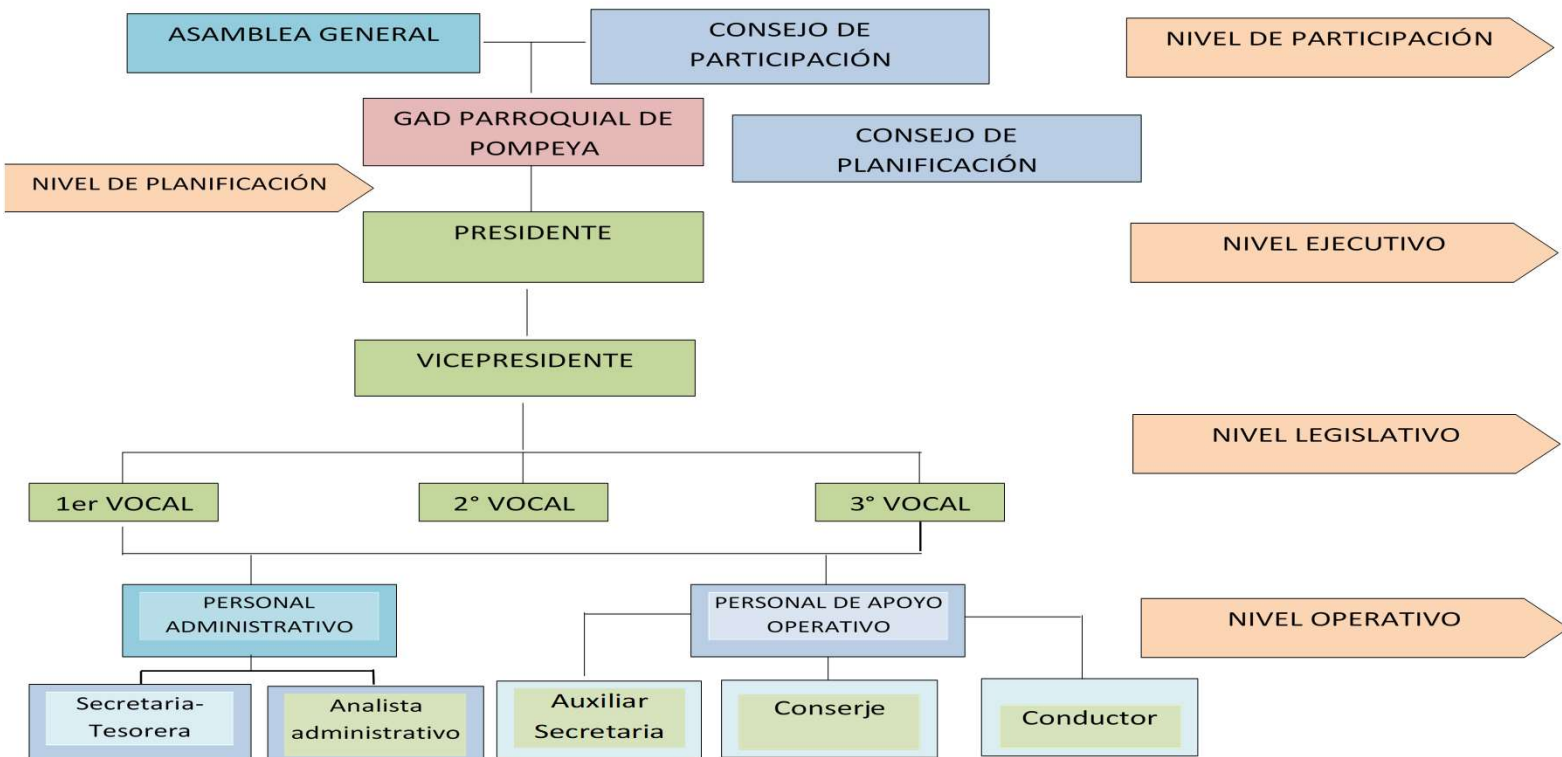 ASAMBLEA GENERAL
CONSEJO DE
PARTICIPACIÓN
NIVEL DE PARTICIPACIÓN
GAD PARROQUIAL DE
POMPEYA
CONSEJO DE
PLANIFICACIÓN
NIVEL DE PLANIFICACIÓN
PRESIDENTE
NIVEL EJECUTIVO
VICEPRESIDENTE
NIVEL LEGISLATIVO
1er VOCAL
2° VOCAL
3° VOCAL
PERSONAL
ADMINISTRATIVO
PERSONAL DE APOYO
OPERATIVO
NIVEL OPERATIVO
Secretaria-
Tesorera
Analista
administrativo
Auxiliar
Secretaria
Conserje
Conductor